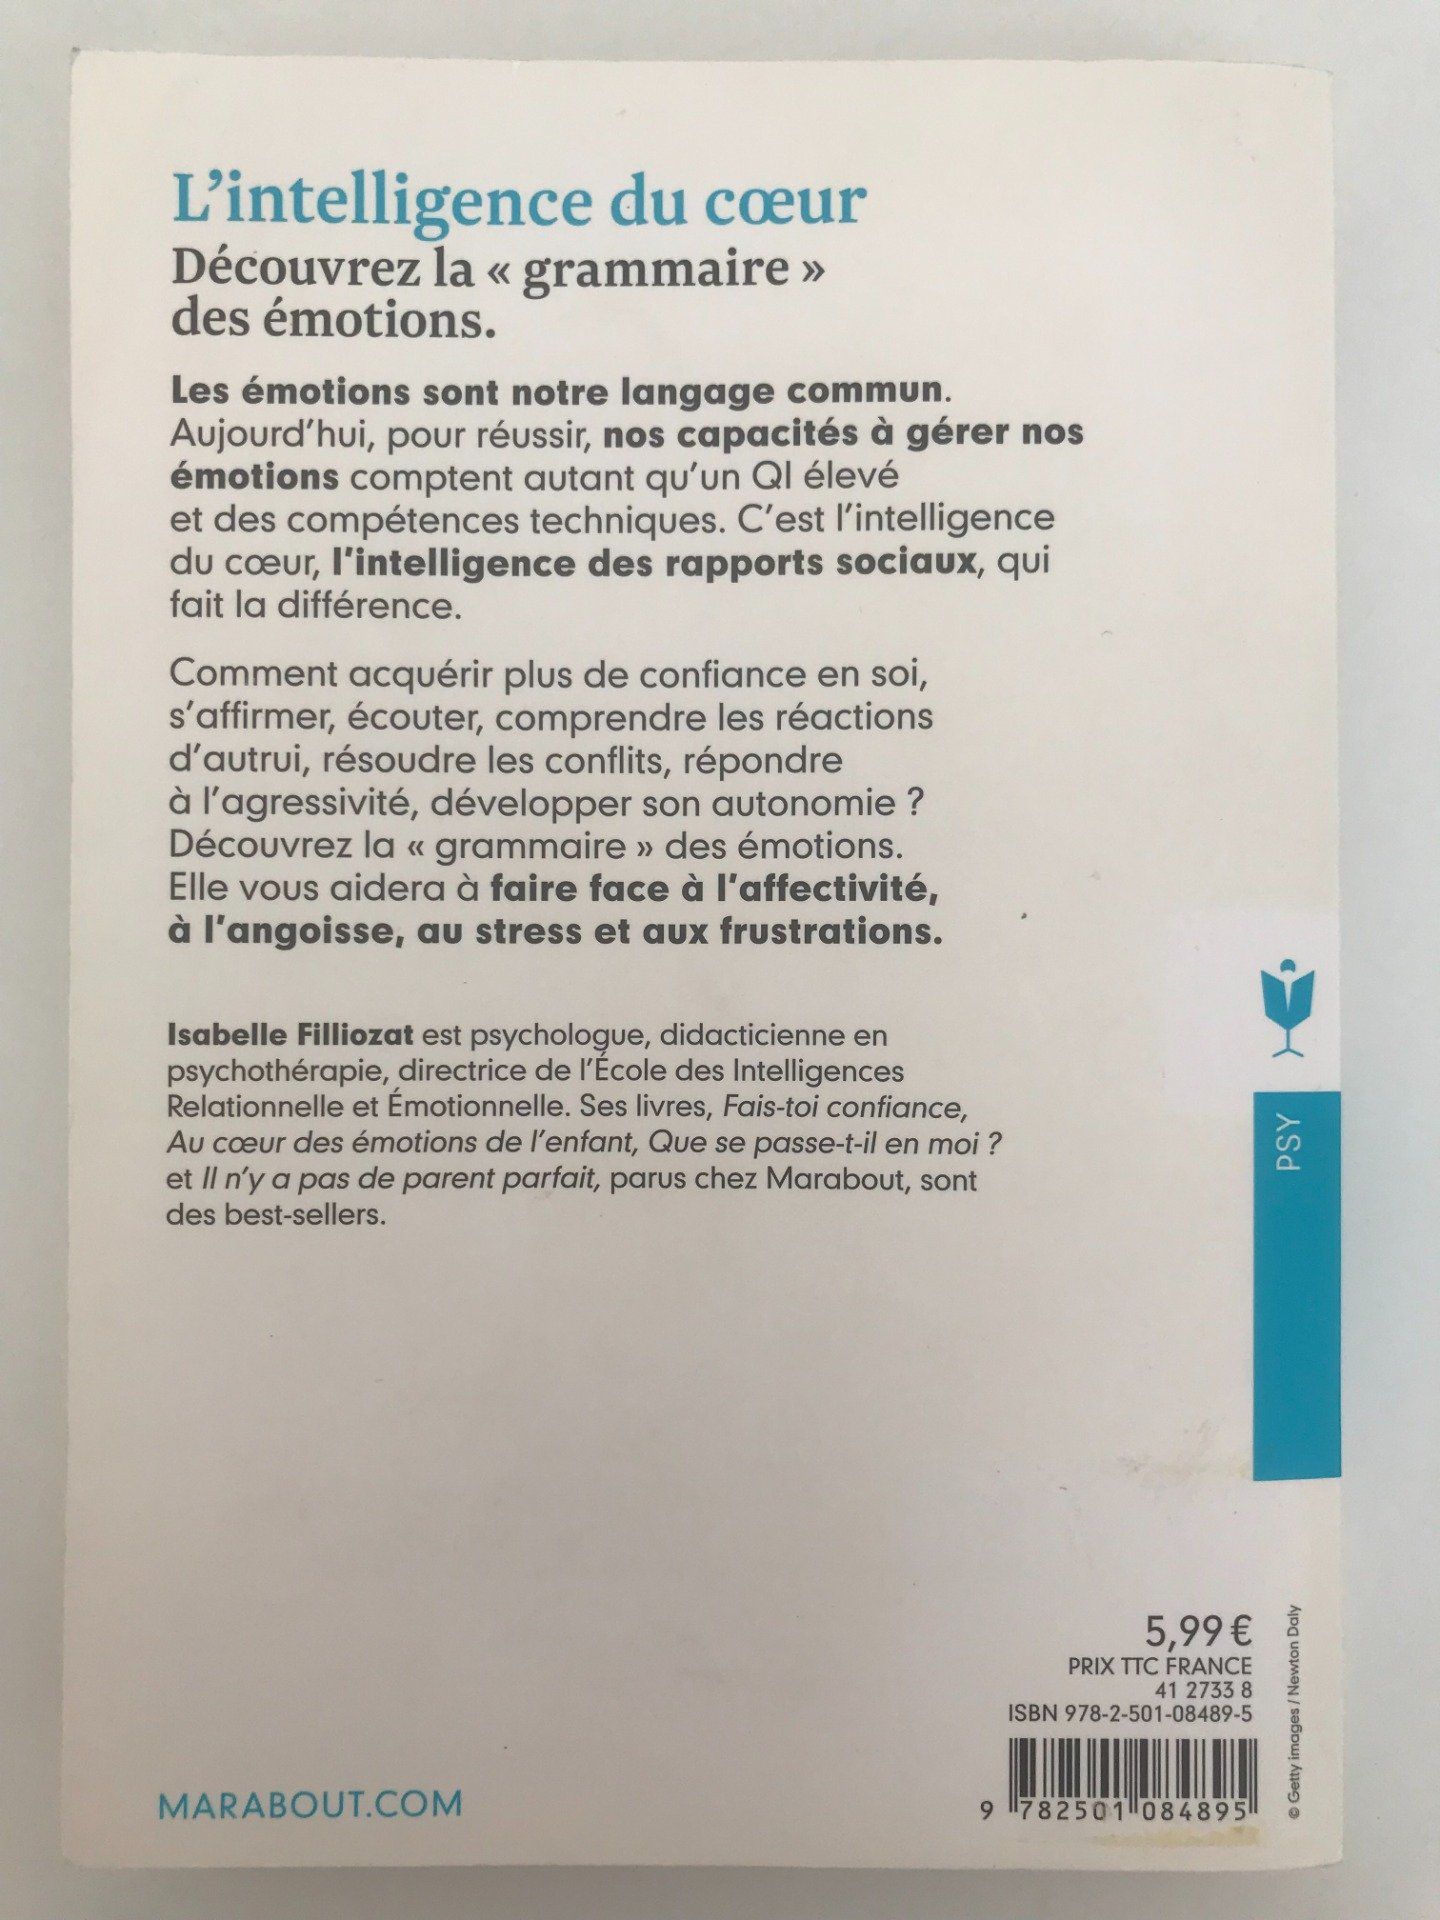 L’intelligence du cœur
Découvrez la « grammaire »
des émotions.
Les émotions sont notre langage commun.
Aujourd’hui, pour réussir, nos capacités à gérer nos
émotions comptent autant qu’un QI élevé
et des compétences techniques. C’est l’intelligence
du cœur, l’intelligence des rapports sociaux, qui
fait la différence.
Comment acquérir plus de confiance en soi,
s’affirmer, écouter, comprendre les réactions
d’autrui, résoudre les conflits, répondre
à l’agressivité, développer son autonomie ?
Découvrez la « grammaire » des émotions.
Elle vous aidera à faire face à l’affectivité,
à l’angoisse, au stress et aux frustrations.
Isabelle Filliozat est psychologue, didacticienne en
psychothérapie, directrice de l’École des Intelligences
Relationnelle et Émotionnelle. Ses livres, Fais-toi confiance,
Au cœur des émotions de l’enfant, Que se passe-t-il en moi ?
et Il n’y a pas de parent parfait, parus chez Marabout, sont
des best-sellers.
PSY
5,99 €
PRIX TTC FRANCE
41 2733 8
ISBN 978-2-501-08489-5
9 782501 084895
© Getty images / Newton Daly
MARABOUT.COM